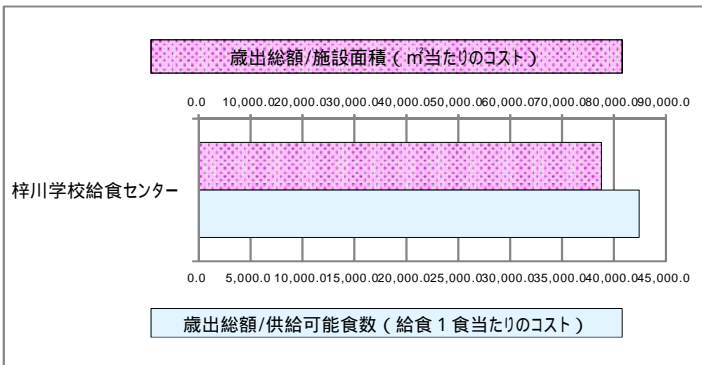 歳出総額/施設面積（㎡当たりのコスト）
0.0 10,000.0 20,000.0 30,000.0 40,000.0 50,000.0 60,000.0 70,000.0 80,000.0 90,000.0
梓川学校給食センター
0.0 5,000.0 10,000.0 15,000.0 20,000.0 25,000.0 30,000.0 35,000.0 40,000.0 45,000.0
歳出総額/供給可能食数（給食１食当たりのコスト）